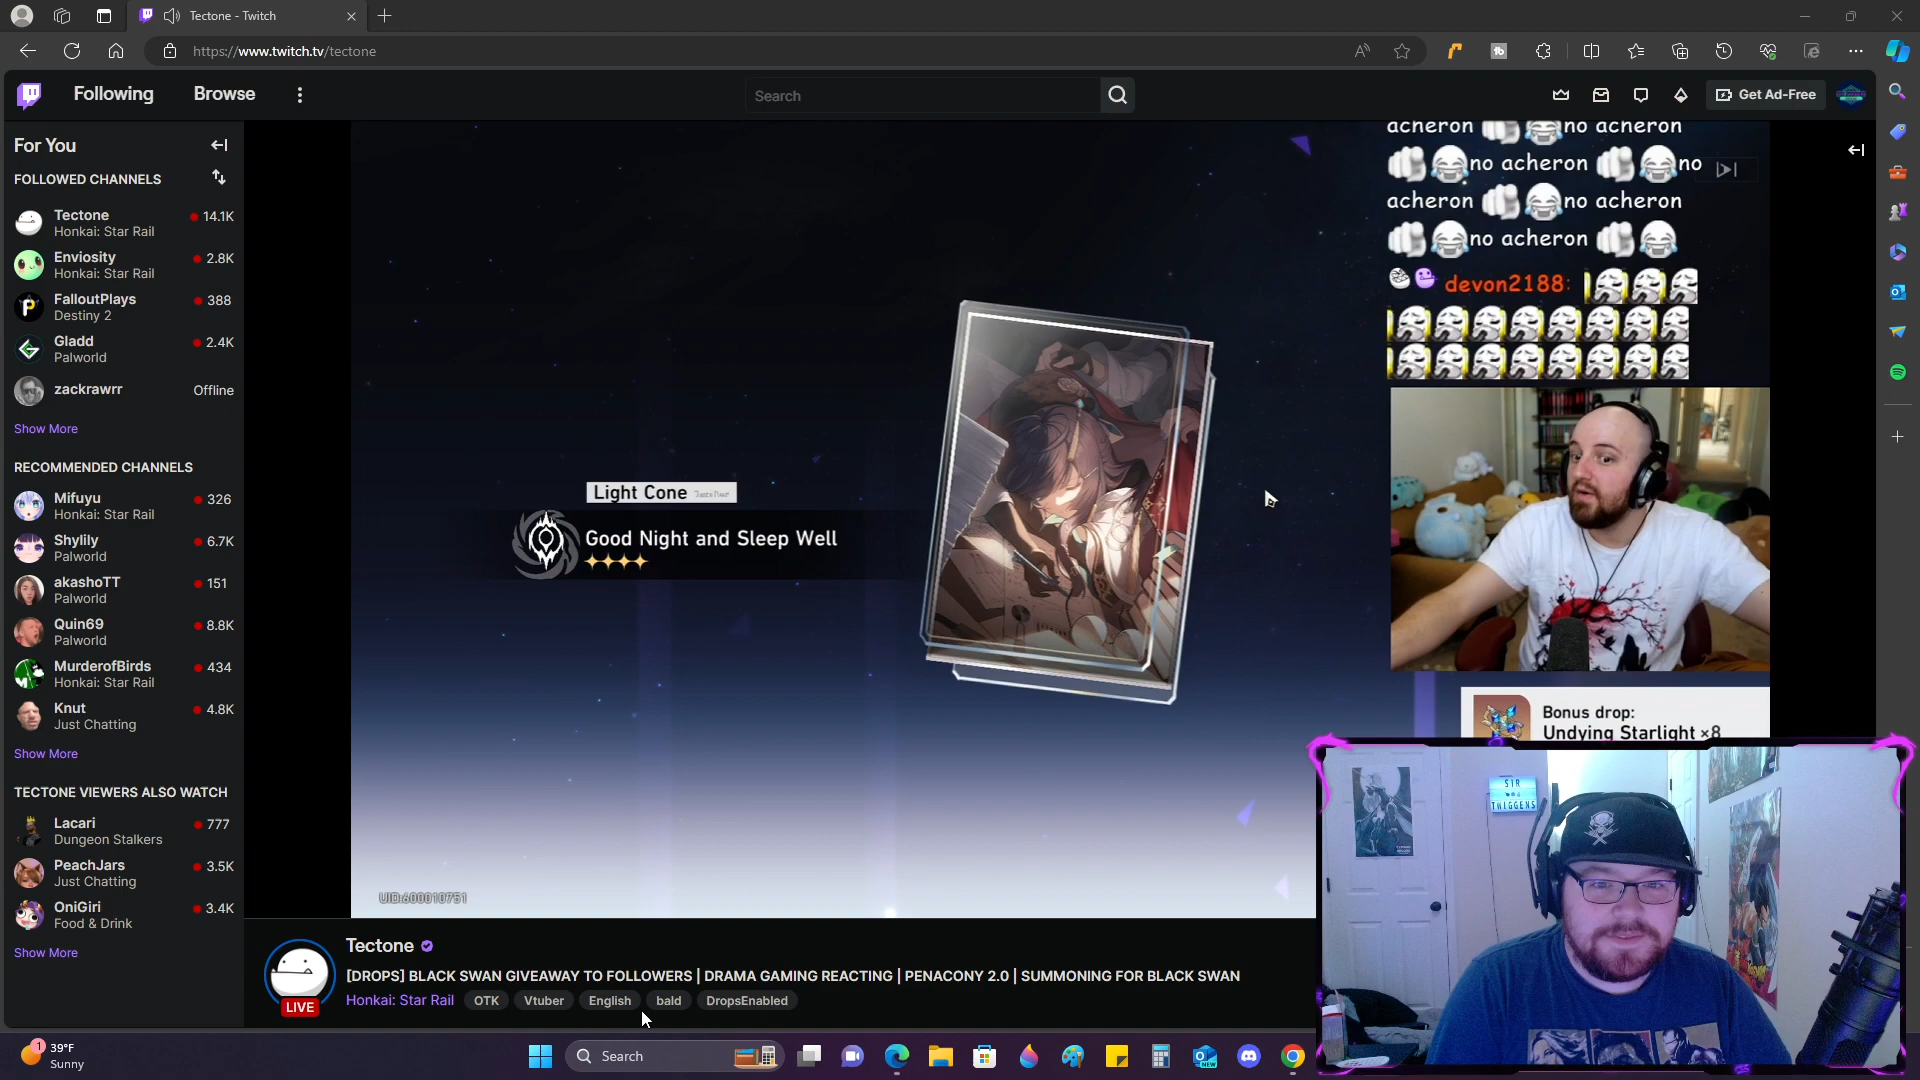 Tectone - Twitch
https://www.twitch.tv/tectone
Following
Browse
Search
Get Ad-Free
For You
FOLLOWED CHANNELS
Tectone
14.1K
Honkai: Star Rail
Enviosity
2.8K
Honkai: Star Rail
FalloutPlays
388
Destiny 2
Gladd
2.4K
Palworld
zackrawrr
Offline
Show More
RECOMMENDED CHANNELS
Mifuyu
326
Honkai: Star Rail
Shylily
6.7K
Palworld
akashoTT
151
Palworld
Quin69
8.8K
Palworld
MurderofBirds
434
Honkai: Star Rail
Knut
4.8K
Just Chatting
Show More
TECTONE VIEWERS ALSO WATCH
Lacari
777
Dungeon Stalkers
PeachJars
3.5K
Just Chatting
OniGiri
3.4K
Food & Drink
Show More
acheron no acheron
no acheron no
acheron no acheron
no acheron
devon2188:
Light Cone
Good Night and Sleep Well
Bonus drop:
Undying Starlight ×8
SIR
TWIGGENS
UID:600010751
Tectone
[DROPS] BLACK SWAN GIVEAWAY TO FOLLOWERS | DRAMA GAMING REACTING | PENACONY 2.0 | SUMMONING FOR BLACK SWAN
LIVE
Honkai: Star Rail OTK Vtuber English bald DropsEnabled
1
39°F
Sunny
Search
NEW